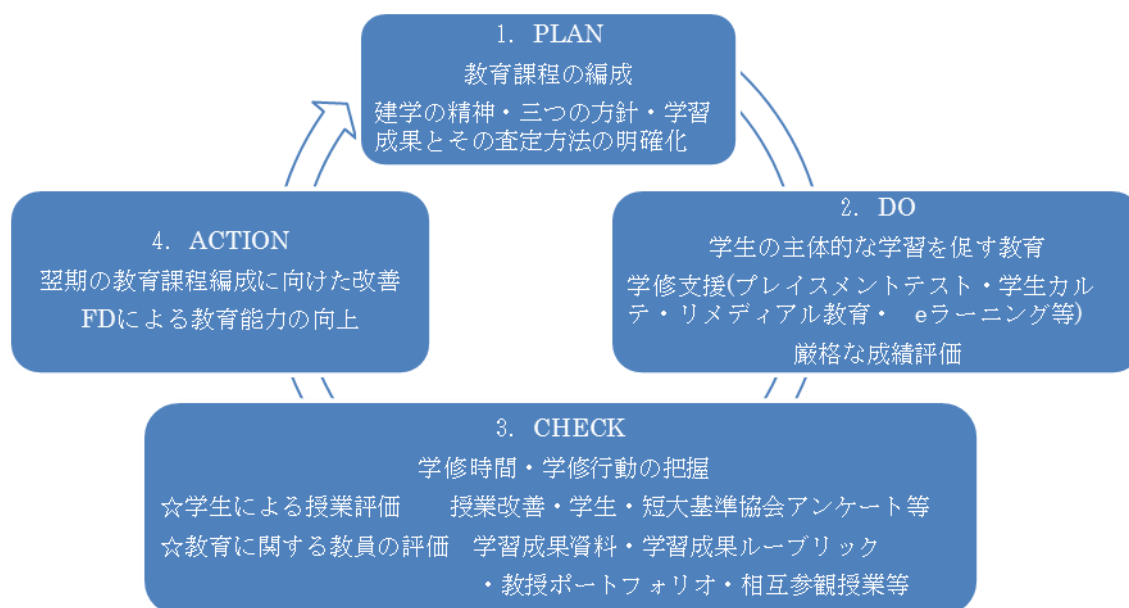 1. PLAN
教育課程の編成
建学の精神・三つの方針・学習
成果とその査定方法の明確化
2. DO
学生の主体的な学習を促す教育
学修支援(プレイスメントテスト・学生カル
テ・リメディアル教育・　eラーニング等)
厳格な成績評価
3. CHECK
学修時間・学修行動の把握
☆学生による授業評価　　授業改善・学生・短大基準協会アンケート等
☆教育に関する教員の評価　学習成果資料・学習成果ルーブリック
・教授ポートフォリオ・相互参観授業等
4. ACTION
翌期の教育課程編成に向けた改善
FDによる教育能力の向上